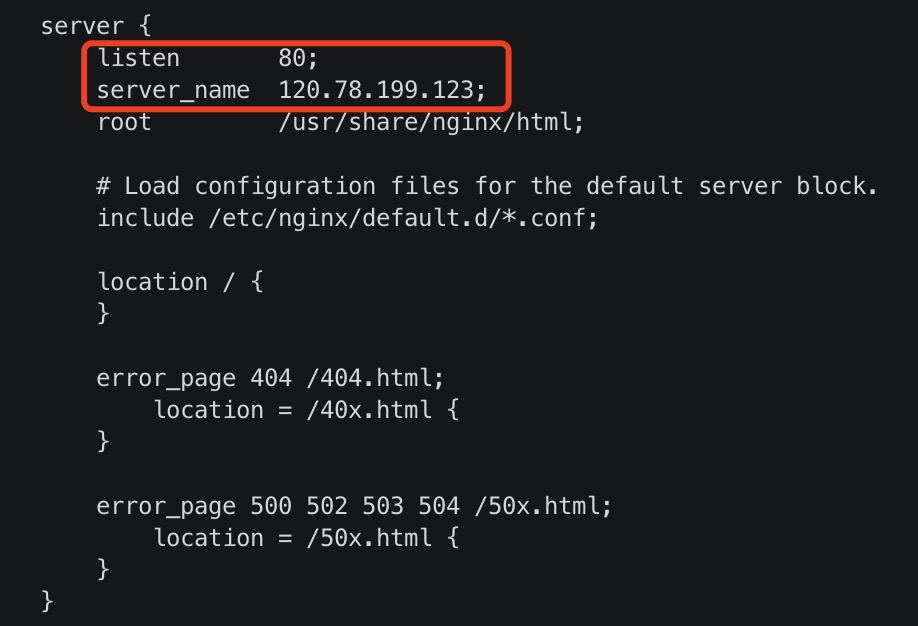 server {
    listen       80;
    server_name  120.78.199.123;
    root         /usr/share/nginx/html;

    # Load configuration files for the default server block.
    include /etc/nginx/default.d/*.conf;

    location / {
    }

    error_page 404 /404.html;
        location = /40x.html {
    }

    error_page 500 502 503 504 /50x.html;
        location = /50x.html {
    }
}